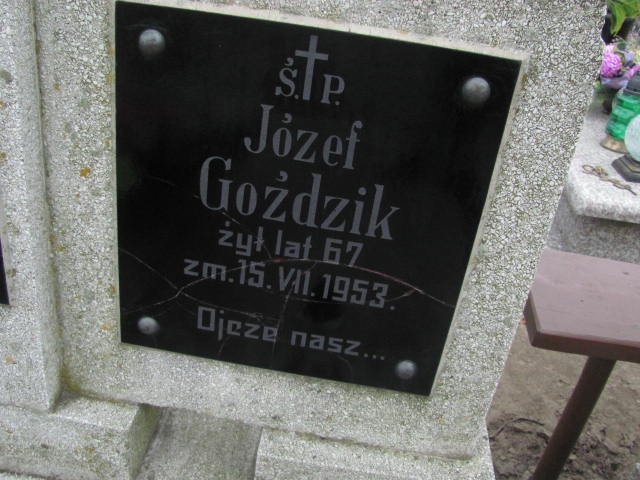 Ś.†P.
Józef
Goździk
żył lat 67
zm. 15. VII. 1953.
Ojcze nasz...